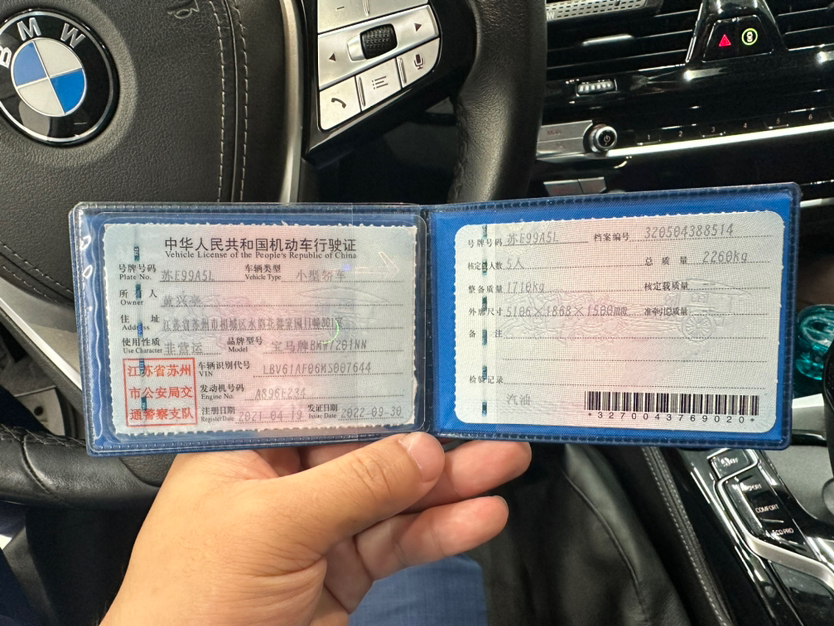 BMW
中华人民共和国机动车行驶证
Vehicle License of the People's Republic of China
号牌号码 苏E99A5L 车辆类型 小型轿车
Plate No. Vehicle Type
所有人
Owner
住址
Address
使用性质 非营运 品牌型号 宝马牌
Use Character Model
江苏省苏州
市公安局交
通警察支队
车辆识别代号
VIN
发动机号码
Engine No.
注册日期 2021-04-19 发证日期 2022-09-30
Register Date Issue Date
号牌号码 苏E99A5L 档案编号 320504388514
核定载人数 5人 总质量 2260kg
整备质量 1710kg 核定载质量
外廓尺寸 5106×1868×1500mm 准牵引总质量
备注
检验记录
汽油
*3270043769020*
1 2 3 4 5 6
SPORT
COMFORT
ECO PRO